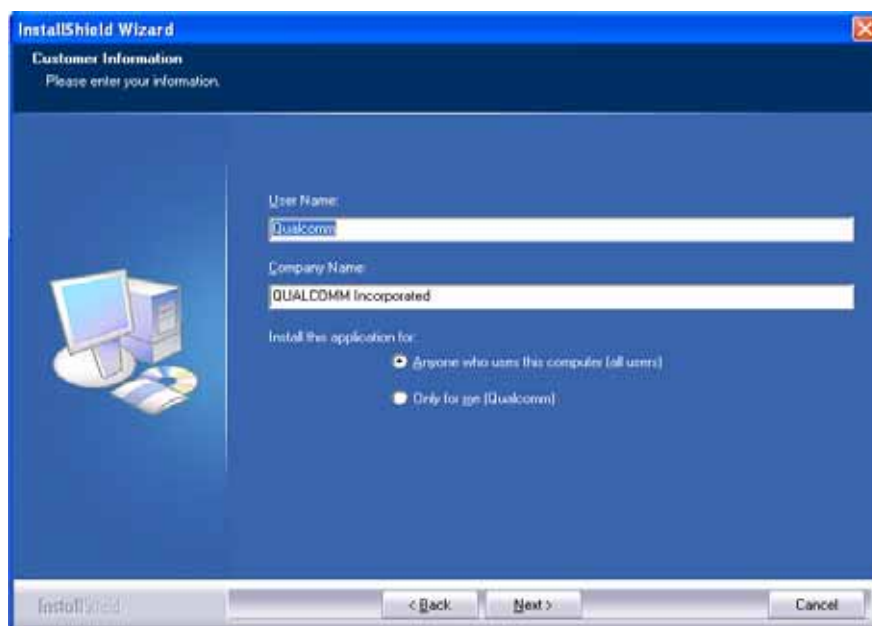 InstallShield Wizard
Customer Information
Please enter your information.
User Name:
Qualcomm
Company Name:
QUALCOMM Incorporated
Install this application for:
Anyone who uses this computer (all users)
Only for me (Qualcomm)
InstallShield
< Back
Next >
Cancel